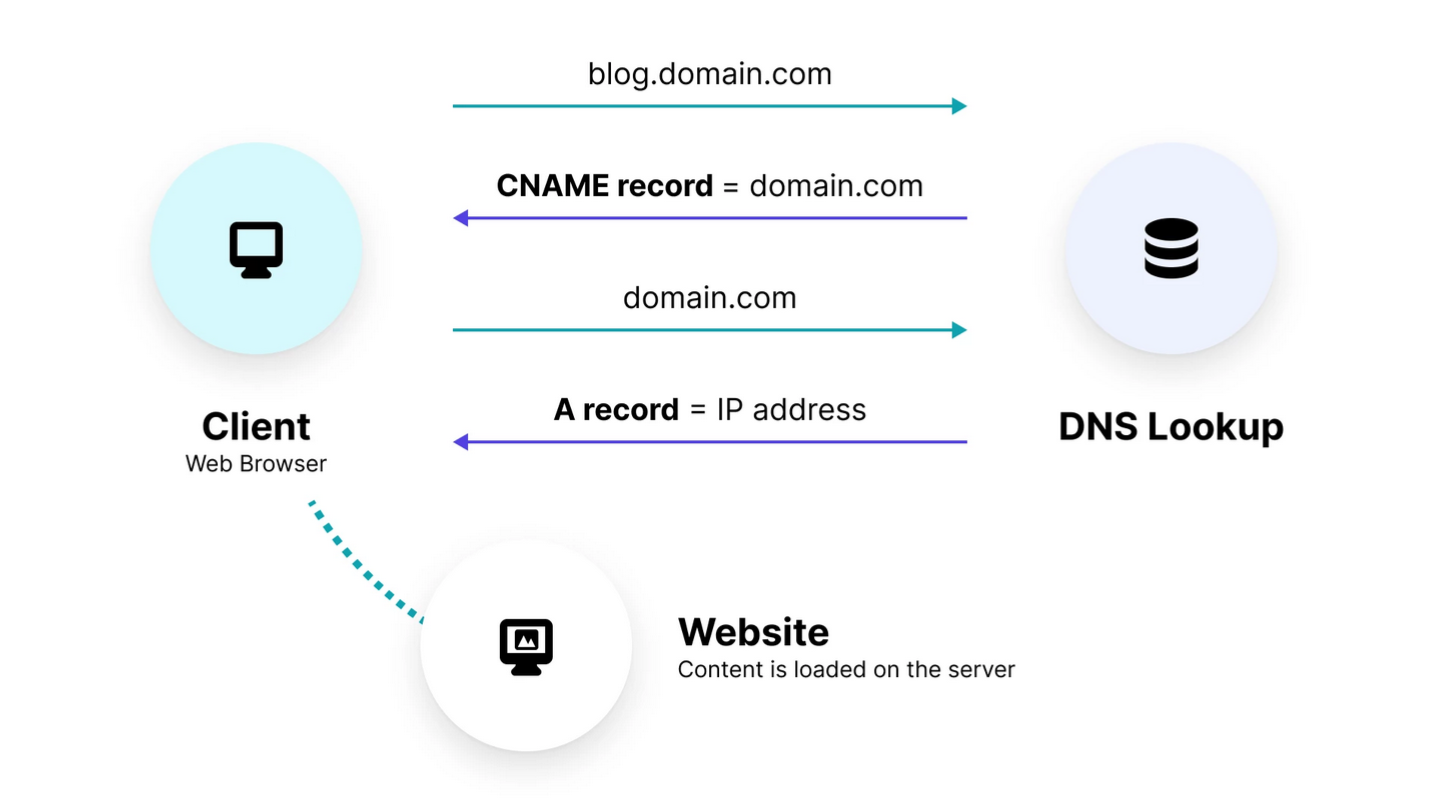 blog.domain.com
CNAME record = domain.com
domain.com
A record = IP address
Client
Web Browser
DNS Lookup
Website
Content is loaded on the server